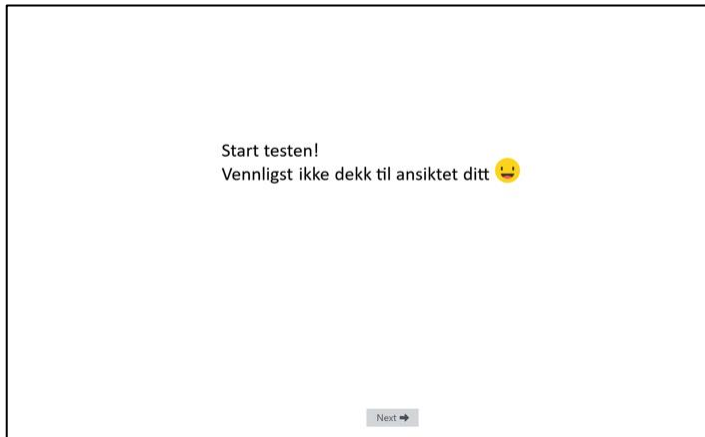 Start testen!
Vennligst ikke dekk til ansiktet ditt 😃
Next ➡